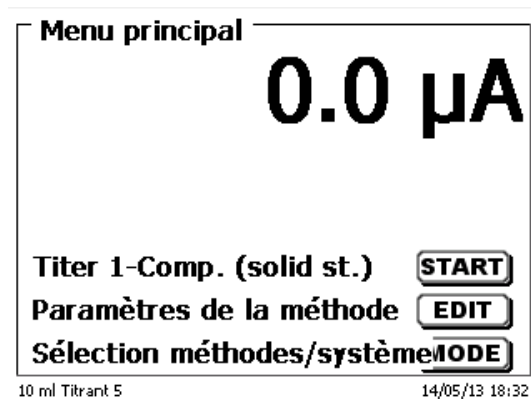 Menu principal
0.0 µA
Titer 1-Comp. (solid st.) START
Paramètres de la méthode EDIT
Sélection méthodes/système MODE
10 ml Titrant 5 14/05/13 18:32